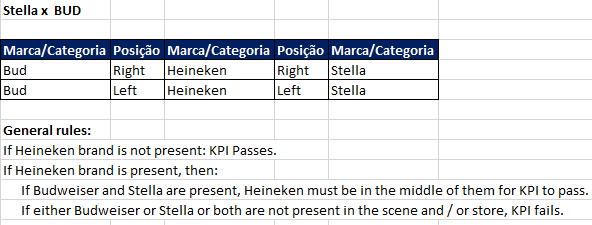 Stella x BUD
Marca/Categoria Posição Marca/Categoria Posição Marca/Categoria
Bud Right Heineken Right Stella
Bud Left Heineken Left Stella
General rules:
If Heineken brand is not present: KPI Passes.
If Heineken brand is present, then:
If Budweiser and Stella are present, Heineken must be in the middle of them for KPI to pass.
If either Budweiser or Stella or both are not present in the scene and / or store, KPI fails.